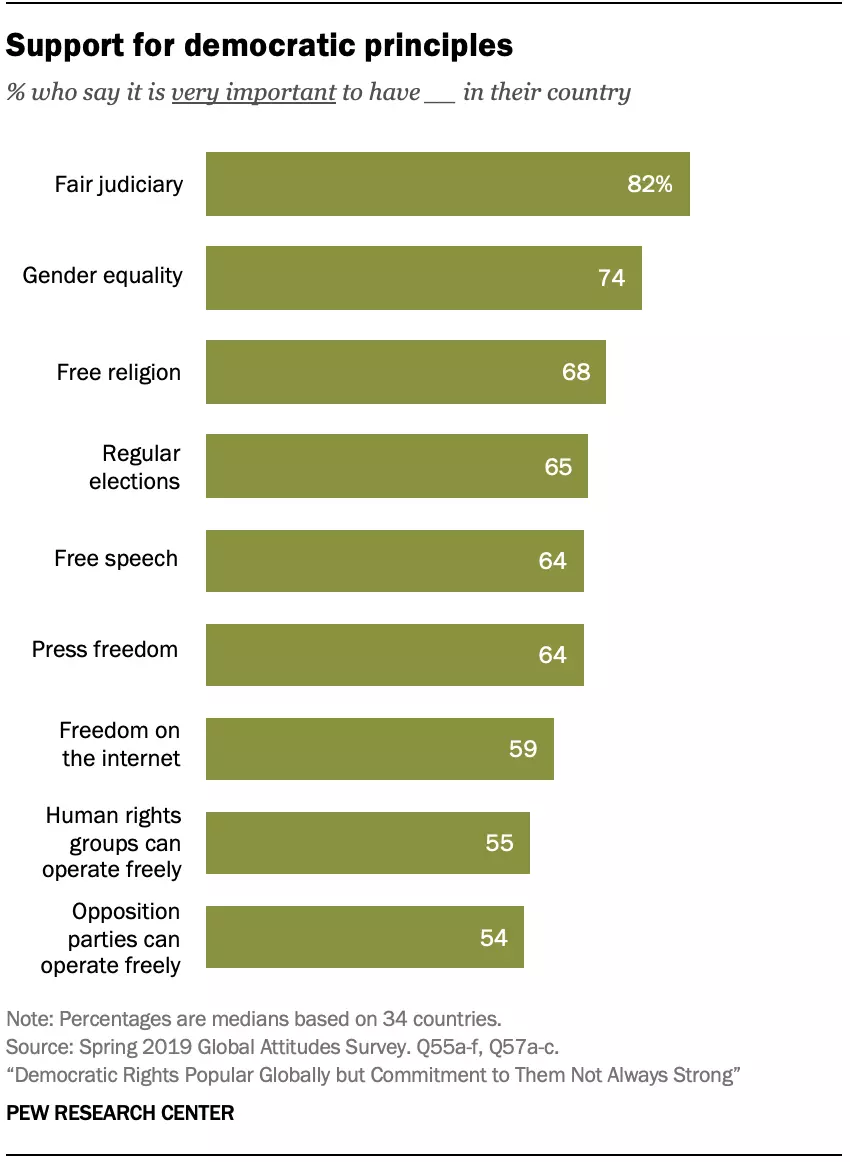 Support for democratic principles
% who say it is very important to have __ in their country
Fair judiciary
82%
Gender equality
74
Free religion
68
Regular
elections
65
Free speech
64
Press freedom
64
Freedom on
the internet
59
Human rights
groups can
operate freely
55
Opposition
parties can
operate freely
54
Note: Percentages are medians based on 34 countries.
Source: Spring 2019 Global Attitudes Survey. Q55a-f, Q57a-c.
“Democratic Rights Popular Globally but Commitment to Them Not Always Strong”
PEW RESEARCH CENTER